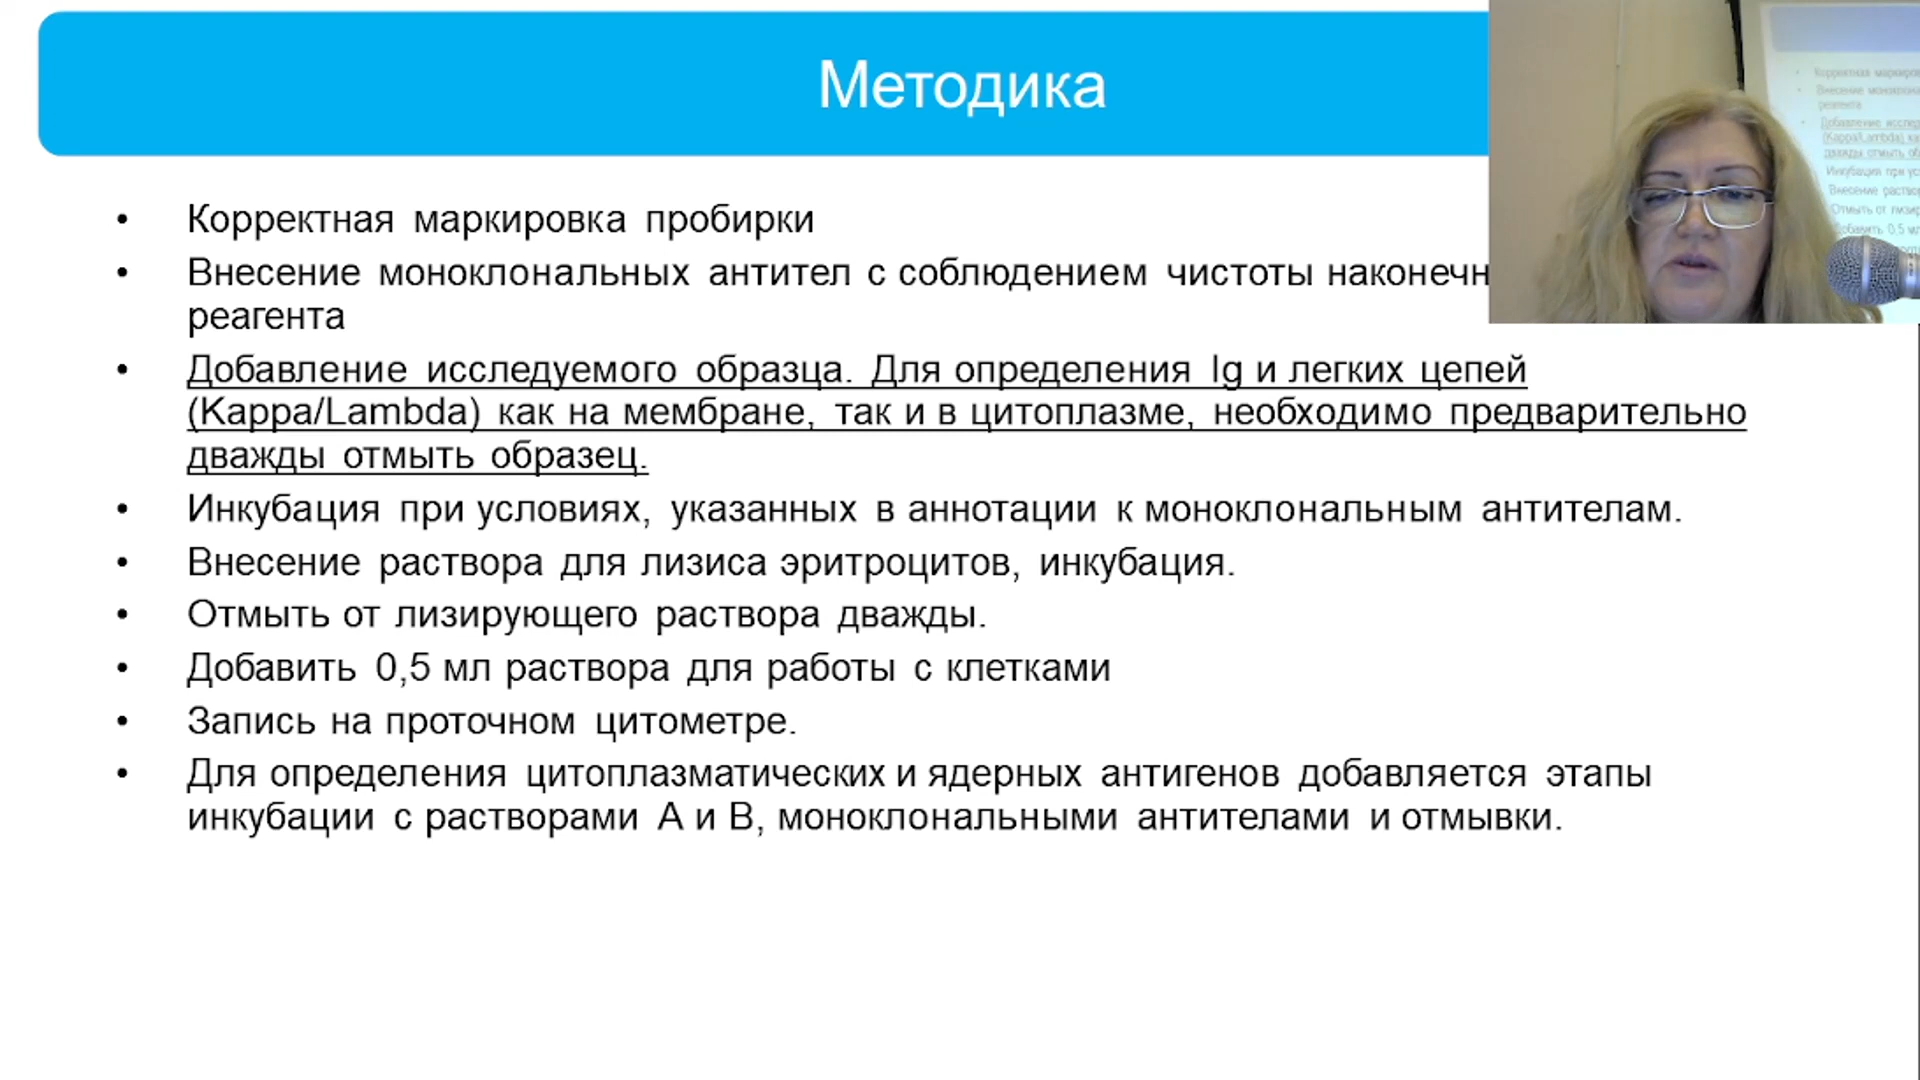 Методика
• Корректная маркировка пробирки
• Внесение моноклональных антител с соблюдением чистоты
реагента
• Добавление исследуемого образца. Для определения Ig и легких цепей
(Kappa/Lambda) как на мембране, так и в цитоплазме, необходимо предварительно
дважды отмыть образец.
• Инкубация при условиях, указанных в аннотации к моноклональным антителам.
• Внесение раствора для лизиса эритроцитов, инкубация.
• Отмыть от лизирующего раствора дважды.
• Добавить 0,5 мл раствора для работы с клетками
• Запись на проточном цитометре.
• Для определения цитоплазматических и ядерных антигенов добавляется этапы
инкубации с растворами А и В, моноклональными антителами и отмывки.